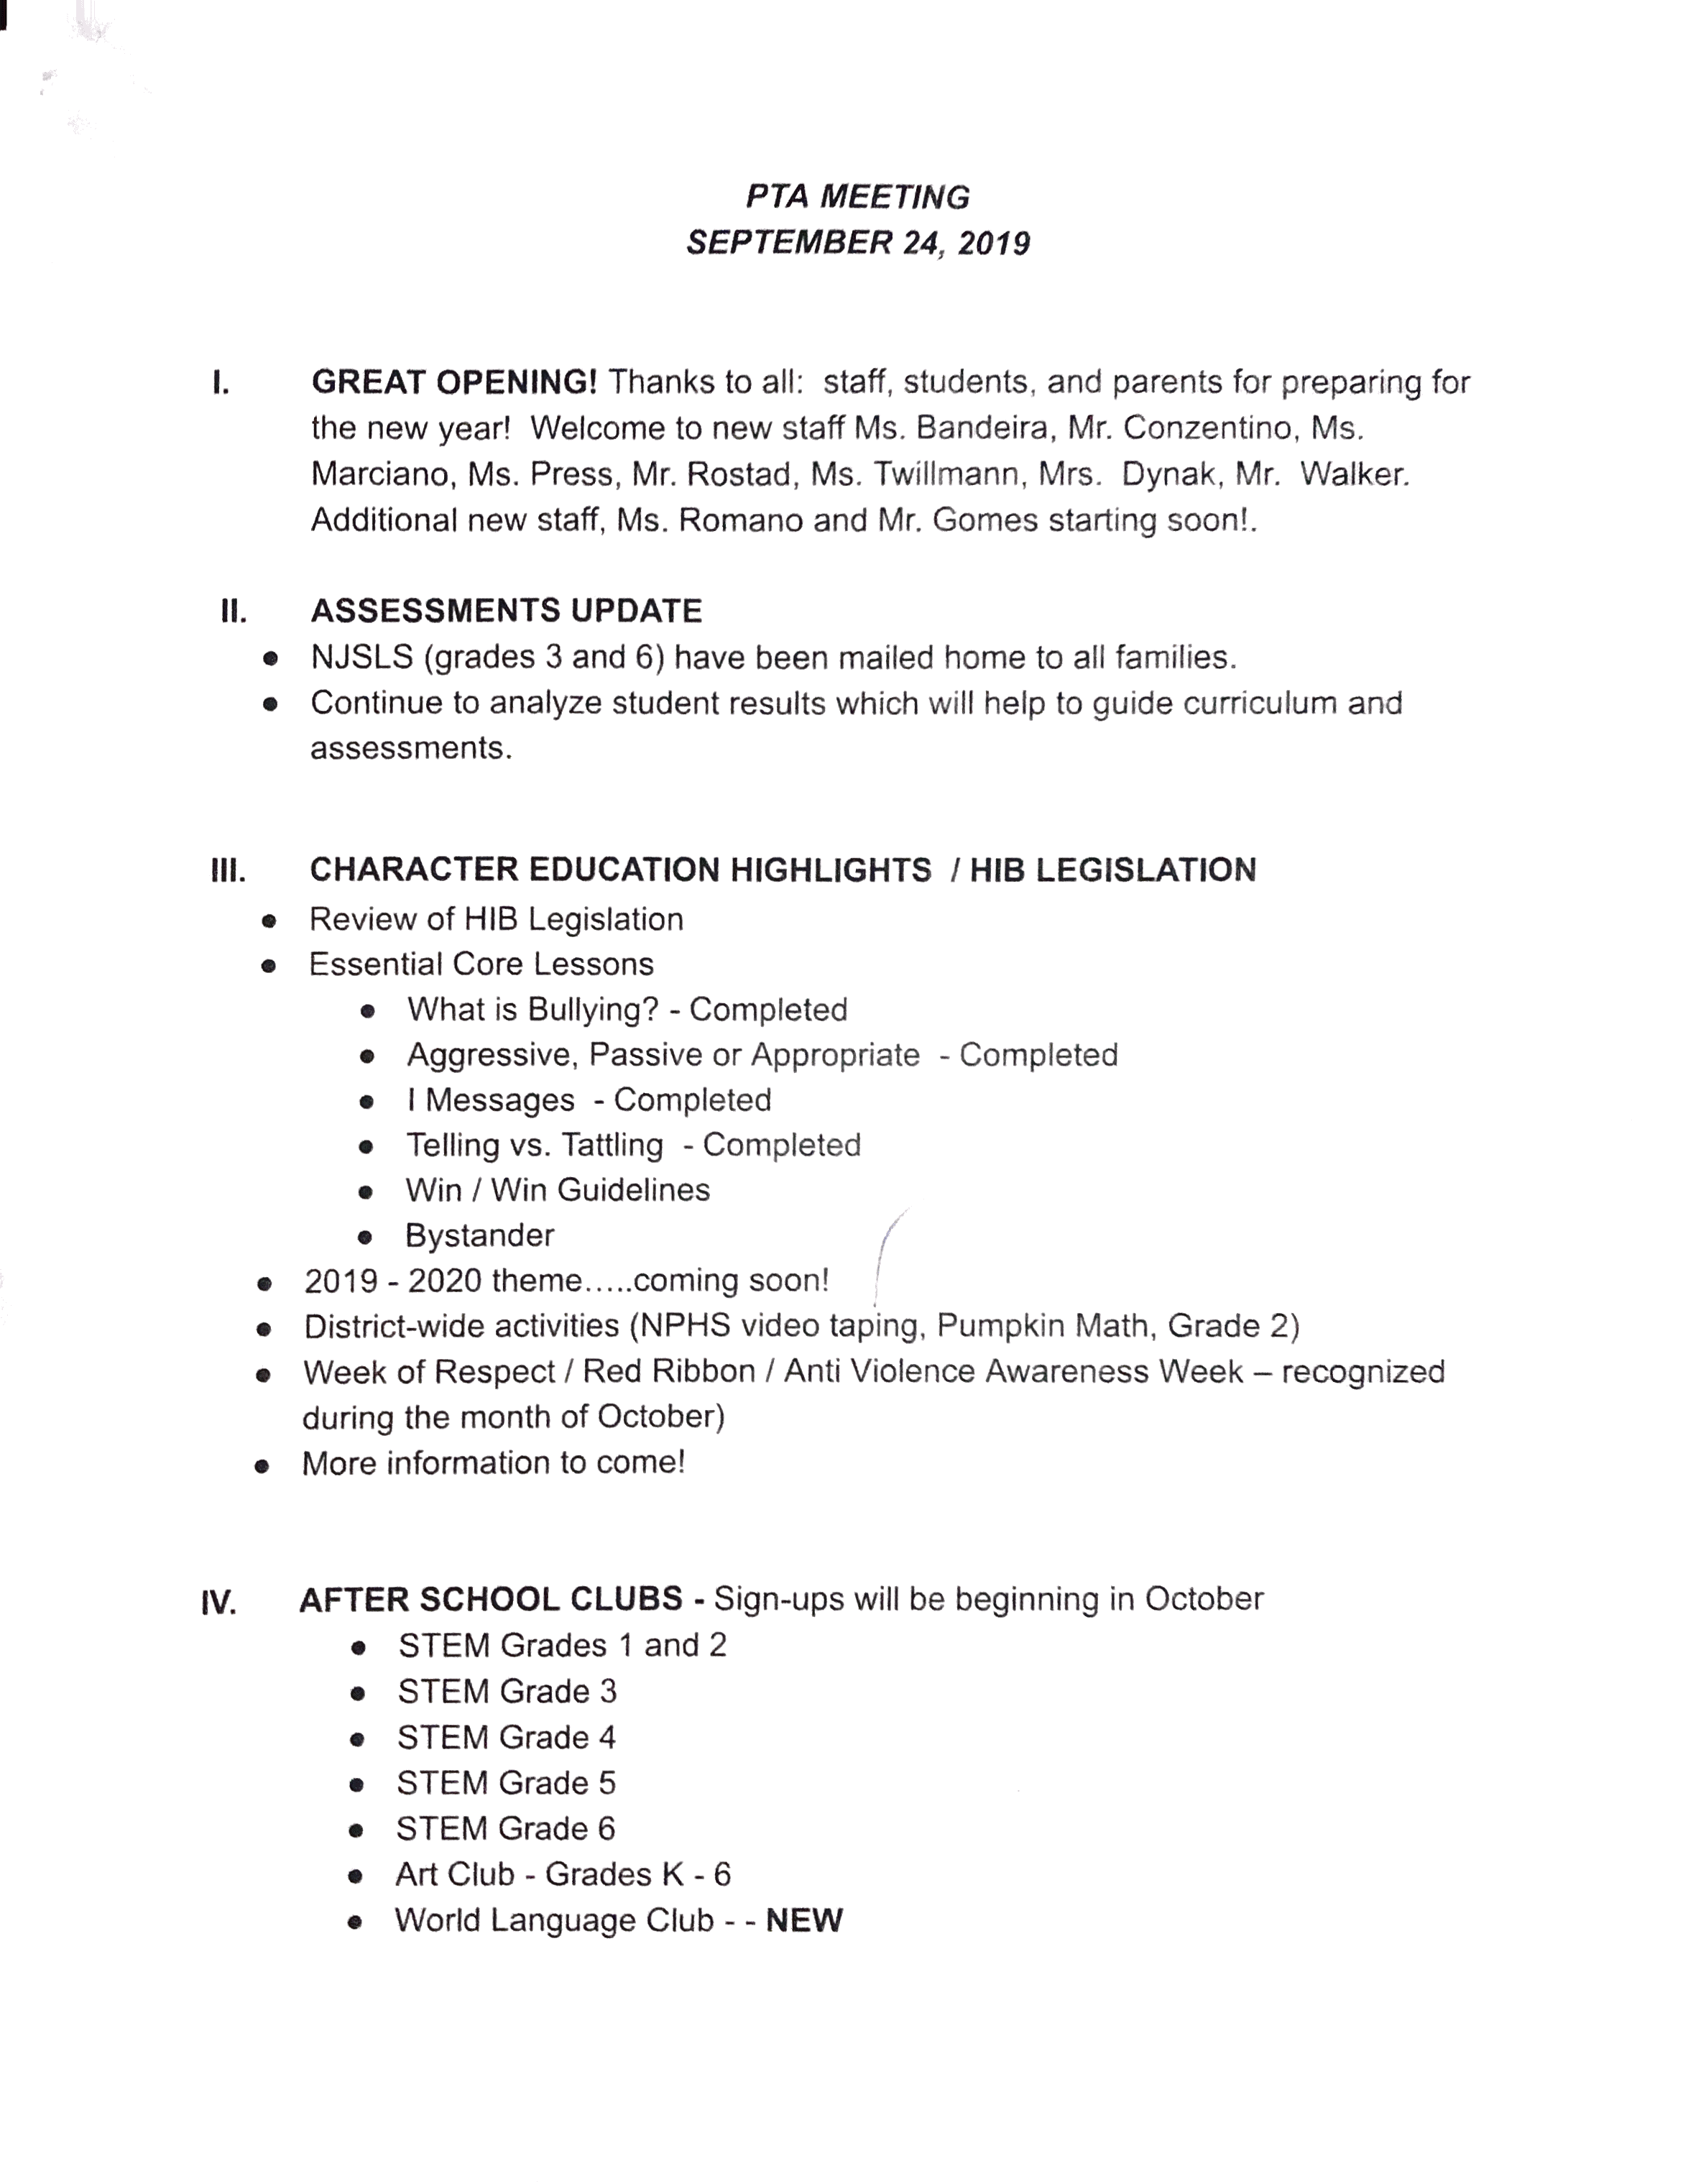 PTA MEETING
SEPTEMBER 24, 2019
I. GREAT OPENING! Thanks to all:  staff, students, and parents for preparing for
the new year!  Welcome to new staff Ms. Bandeira, Mr. Conzentino, Ms.
Marciano, Ms. Press, Mr. Rostad, Ms. Twillmann, Mrs.  Dynak, Mr.  Walker.
Additional new staff, Ms. Romano and Mr. Gomes starting soon!.
II. ASSESSMENTS UPDATE
● NJSLS (grades 3 and 6) have been mailed home to all families.
● Continue to analyze student results which will help to guide curriculum and
assessments.
III. CHARACTER EDUCATION HIGHLIGHTS  / HIB LEGISLATION
● Review of HIB Legislation
● Essential Core Lessons
● What is Bullying? - Completed
● Aggressive, Passive or Appropriate  - Completed
● I Messages  - Completed
● Telling vs. Tattling  - Completed
● Win / Win Guidelines
● Bystander
● 2019 - 2020 theme.....coming soon!
● District-wide activities (NPHS video taping, Pumpkin Math, Grade 2)
● Week of Respect / Red Ribbon / Anti Violence Awareness Week – recognized
during the month of October)
● More information to come!
IV. AFTER SCHOOL CLUBS - Sign-ups will be beginning in October
● STEM Grades 1 and 2
● STEM Grade 3
● STEM Grade 4
● STEM Grade 5
● STEM Grade 6
● Art Club - Grades K - 6
● World Language Club - - NEW